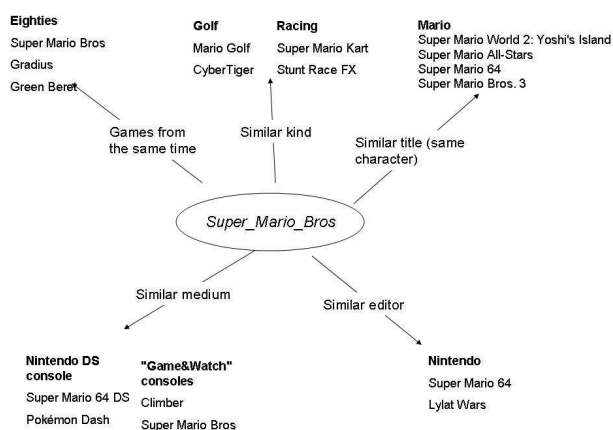 Eighties
Super Mario Bros
Gradius
Green Beret
Golf
Mario Golf
CyberTiger
Racing
Super Mario Kart
Stunt Race FX
Mario
Super Mario World 2: Yoshi's Island
Super Mario All-Stars
Super Mario 64
Super Mario Bros. 3
Games from
the same time
Similar kind
Similar title (same
character)
Super_Mario_Bros
Similar medium
Similar editor
Nintendo DS
console
Super Mario 64 DS
Pokémon Dash
"Game&Watch"
consoles
Climber
Super Mario Bros
Nintendo
Super Mario 64
Lylat Wars